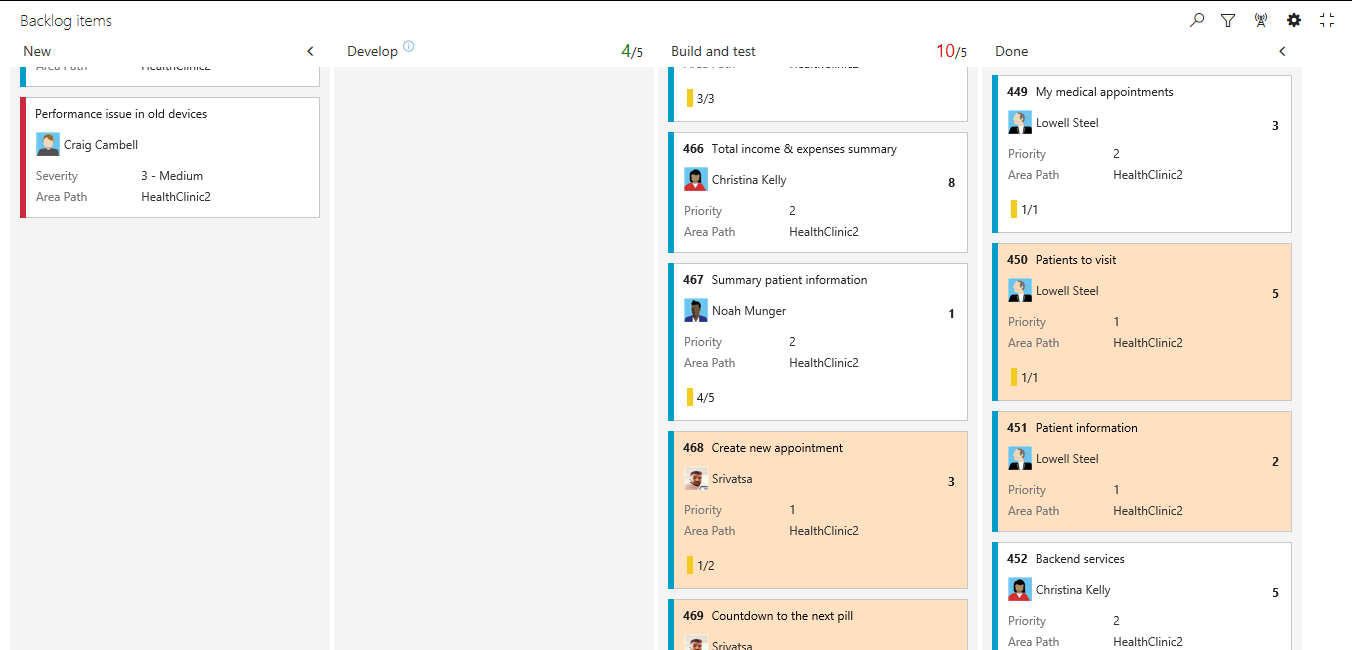 Backlog items
New
Develop
4/5
Build and test
10/5
Done
Area Path HealthClinic2
Performance issue in old devices
Craig Cambell
Severity 3 - Medium
Area Path HealthClinic2
HealthClinic2
3/3
466 Total income & expenses summary
Christina Kelly 8
Priority 2
Area Path HealthClinic2
467 Summary patient information
Noah Munger 1
Priority 2
Area Path HealthClinic2
4/5
468 Create new appointment
Srivatsa 3
Priority 1
Area Path HealthClinic2
1/2
469 Countdown to the next pill
Srivatsa
449 My medical appointments
Lowell Steel 3
Priority 2
Area Path HealthClinic2
1/1
450 Patients to visit
Lowell Steel 5
Priority 1
Area Path HealthClinic2
1/1
451 Patient information
Lowell Steel 2
Priority 1
Area Path HealthClinic2
452 Backend services
Christina Kelly 5
Priority 2
Area Path HealthClinic2